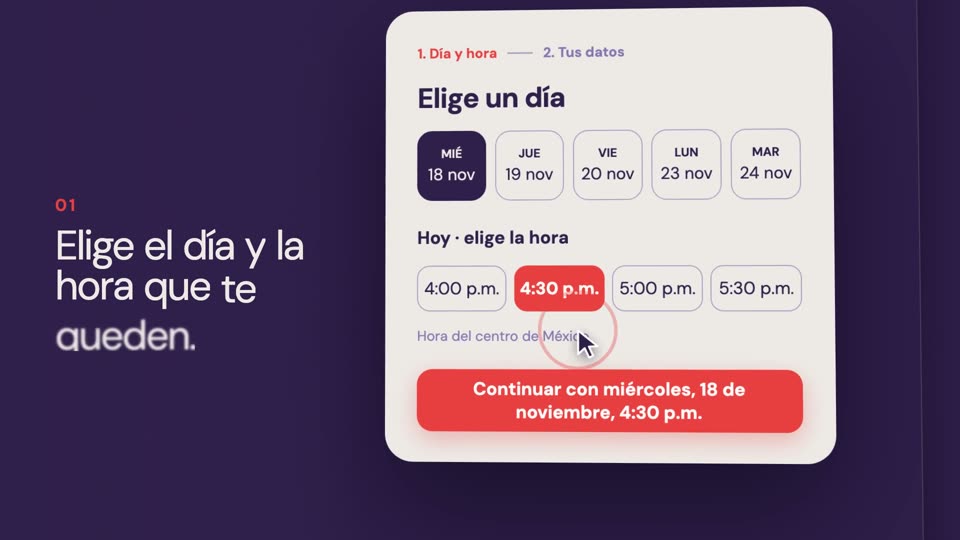 01
Elige el día y la
hora que te
queden.
1. Día y hora
2. Tus datos
Elige un día
MIÉ
18 nov
JUE
19 nov
VIE
20 nov
LUN
23 nov
MAR
24 nov
Hoy · elige la hora
4:00 p.m.
4:30 p.m.
5:00 p.m.
5:30 p.m.
Hora del centro de México
Continuar con miércoles, 18 de
noviembre, 4:30 p.m.